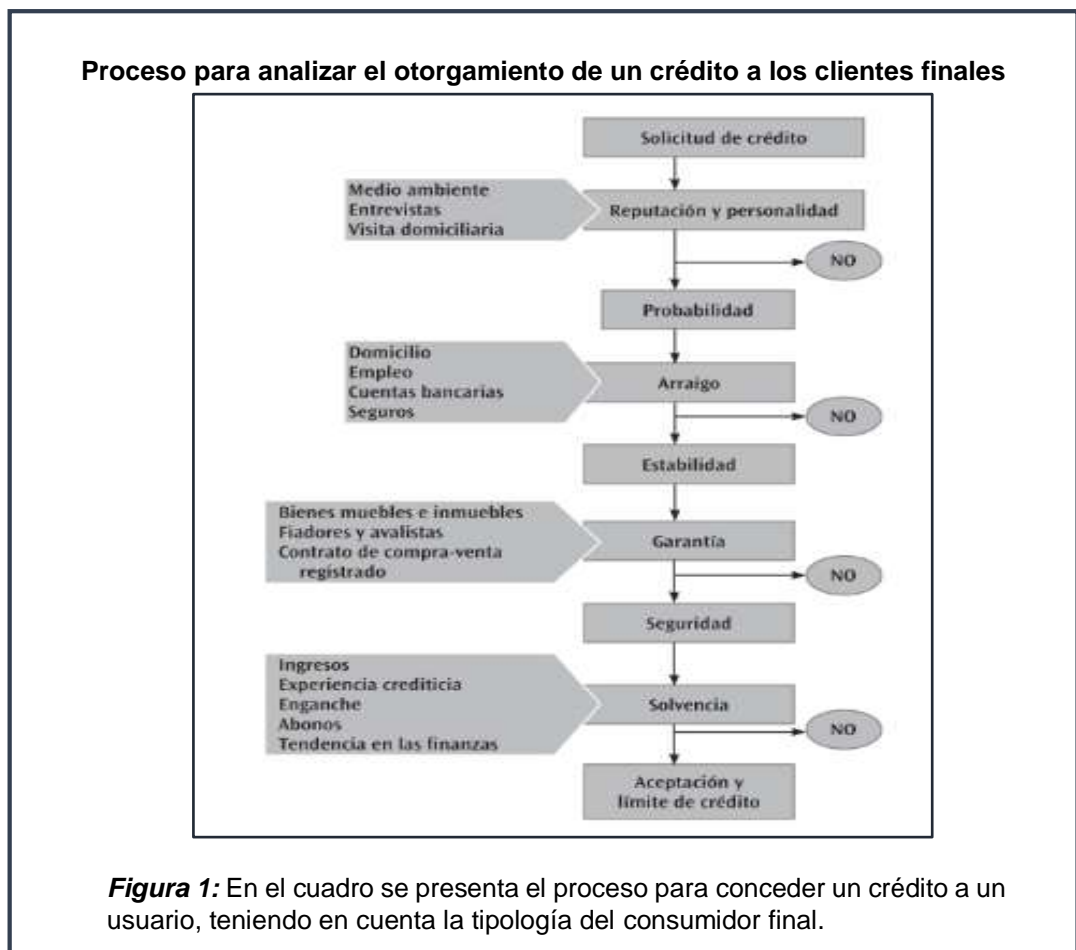 Proceso para analizar el otorgamiento de un crédito a los clientes finales
Solicitud de crédito
Medio ambiente
Entrevistas
Visita domiciliaria
Reputación y personalidad
NO
Probabilidad
Domicilio
Empleo
Cuentas bancarias
Seguros
Arraigo
NO
Estabilidad
Bienes muebles e inmuebles
Fiadores y avalistas
Contrato de compra-venta
registrado
Garantía
NO
Seguridad
Ingresos
Experiencia crediticia
Enganche
Abonos
Tendencia en las finanzas
Solvencia
NO
Aceptación y
límite de crédito
Figura 1: En el cuadro se presenta el proceso para conceder un crédito a un
usuario, teniendo en cuenta la tipología del consumidor final.